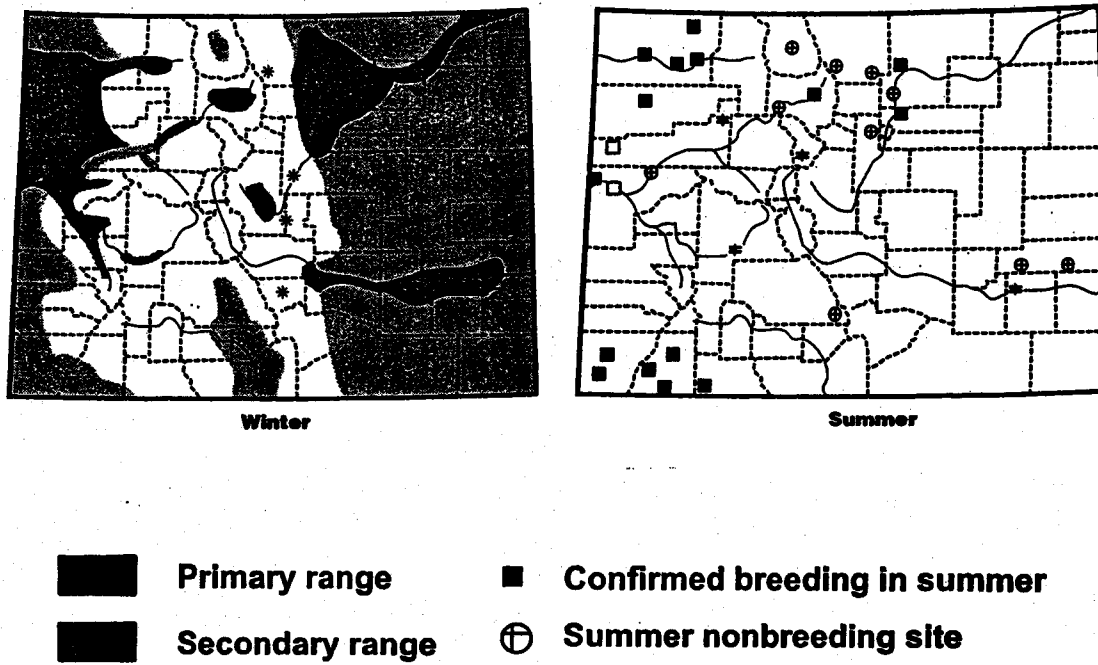 Winter
Summer
Primary range
Confirmed breeding in summer
Secondary range
Summer nonbreeding site